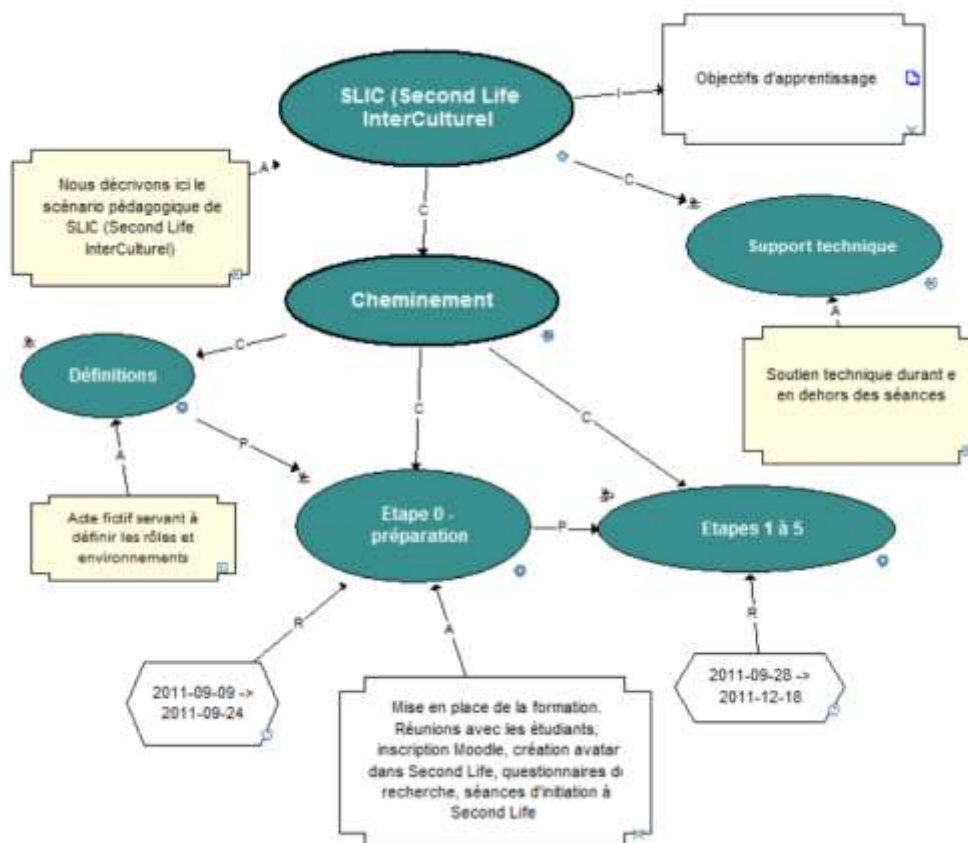 SLIC (Second Life
InterCulturel
I
Objectifs d'apprentissage
A
Nous décrivons ici le
scénario pédagogique de
SLIC (Second Life
InterCulturel)
C
C
Support technique
Cheminement
A
C
Définitions
Soutien technique durant e
en dehors des séances
C
C
P
A
Acte fictif servant à
définir les rôles et
environnements
Etape 0 -
préparation
P
Etapes 1 à 5
R
A
R
2011-09-09 ->
2011-09-24
2011-09-28 ->
2011-12-18
Mise en place de la formation.
Réunions avec les étudiants,
inscription Moodle, création avatar
dans Second Life, questionnaires d
recherche, séances d'initiation à
Second Life